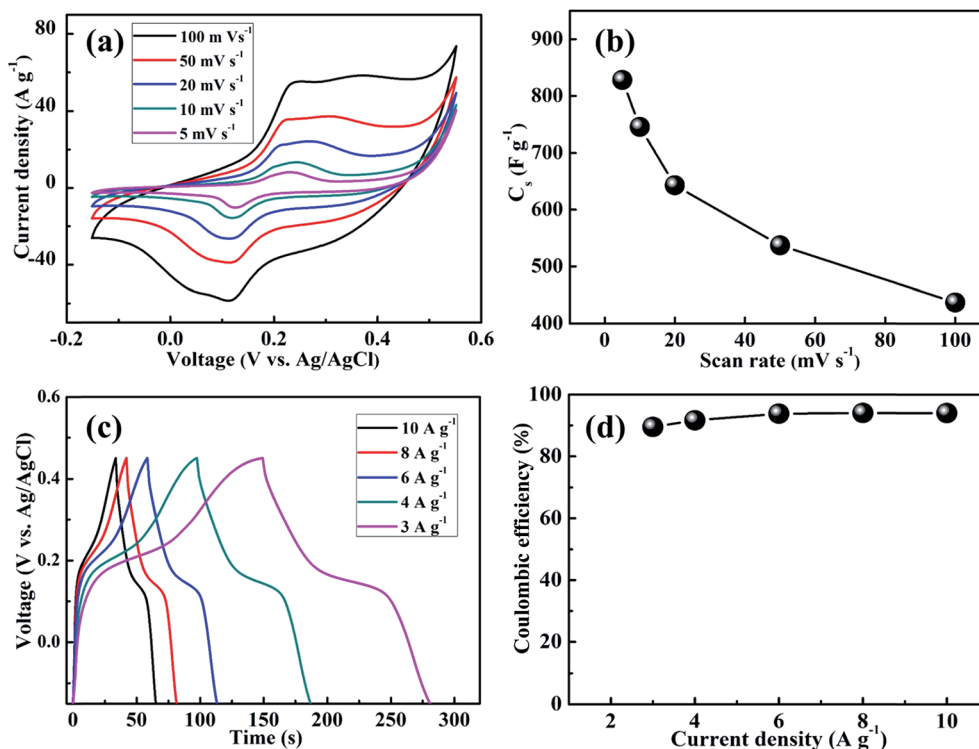 (a)
100 m Vs⁻¹
50 mV s⁻¹
20 mV s⁻¹
10 mV s⁻¹
5 mV s⁻¹
80
40
0
-40
Current density (A g⁻¹)
-0.2 0.0 0.2 0.4 0.6
Voltage (V vs. Ag/AgCl)
(b)
900
800
700
600
500
400
Cₛ (F g⁻¹)
0 20 40 60 80 100
Scan rate (mV s⁻¹)
(c)
10 A g⁻¹
8 A g⁻¹
6 A g⁻¹
4 A g⁻¹
3 A g⁻¹
0.6
0.4
0.2
0.0
Voltage (V vs. Ag/AgCl)
0 50 100 150 200 250 300
Time (s)
(d)
100
80
60
40
20
0
Coulombic efficiency (%)
2 4 6 8 10
Current density (A g⁻¹)